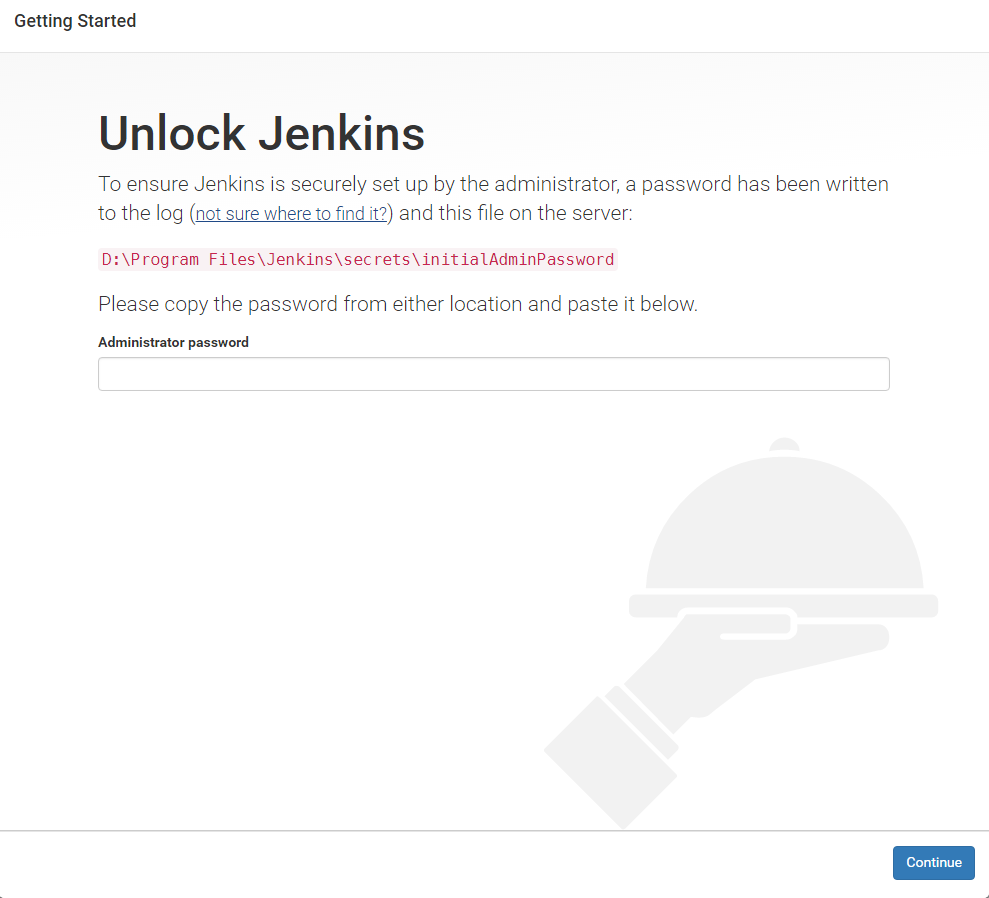 Getting Started
Unlock Jenkins
To ensure Jenkins is securely set up by the administrator, a password has been written
to the log (not sure where to find it?) and this file on the server:
D:\Program Files\Jenkins\secrets\initialAdminPassword
Please copy the password from either location and paste it below.
Administrator password
Continue